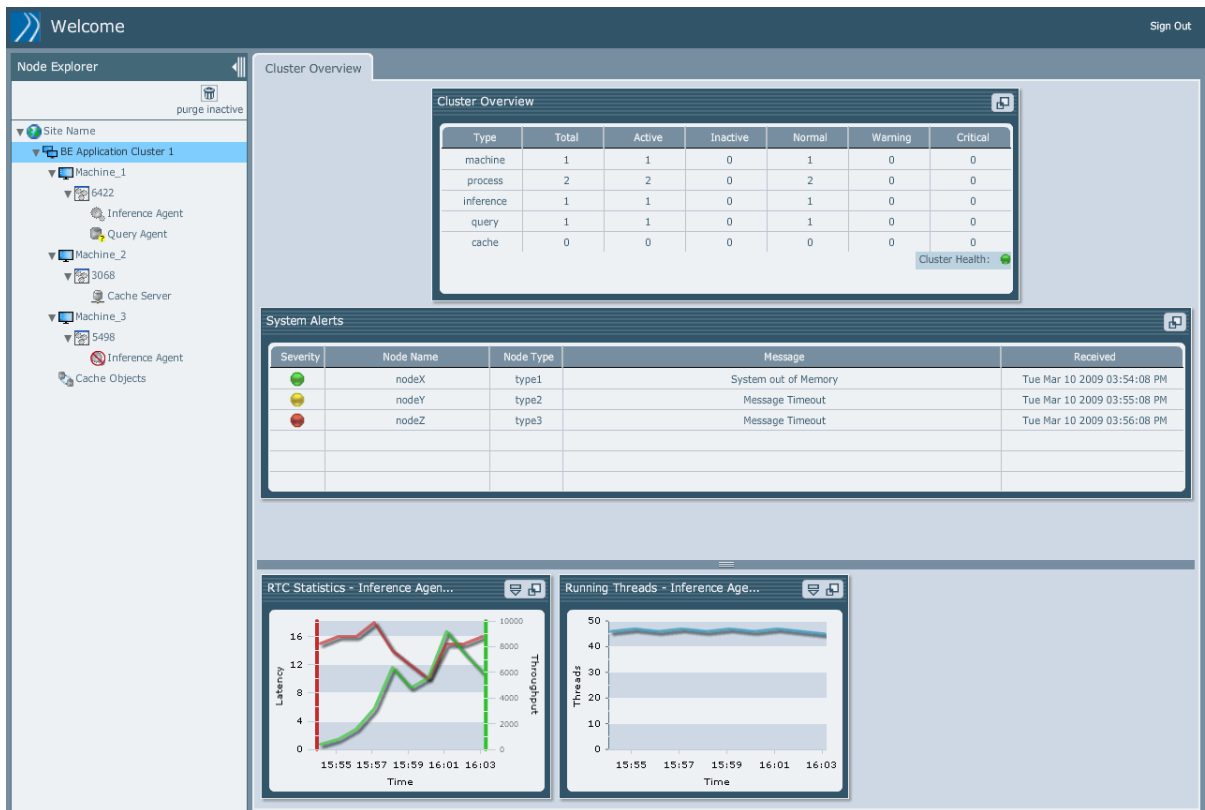 Welcome
Sign Out
Node Explorer
purge inactive
Site Name
BE Application Cluster 1
Machine_1
6422
Inference Agent
Query Agent
Machine_2
3068
Cache Server
Machine_3
5498
Inference Agent
Cache Objects
Cluster Overview
Cluster Overview
Type Total Active Inactive Normal Warning Critical
machine 1 1 0 1 0 0
process 2 2 0 2 0 0
inference 1 1 0 1 0 0
query 1 1 0 1 0 0
cache 0 0 0 0 0 0
Cluster Health:
System Alerts
Severity Node Name Node Type Message Received
nodeX type1 System out of Memory Tue Mar 10 2009 03:54:08 PM
nodeY type2 Message Timeout Tue Mar 10 2009 03:55:08 PM
nodeZ type3 Message Timeout Tue Mar 10 2009 03:56:08 PM
RTC Statistics - Inference Agen...
16
12
8
4
0
Latency
10000
8000
6000
4000
2000
0
Throughput
15:55 15:57 15:59 16:01 16:03
Time
Running Threads - Inference Age...
50
40
30
20
10
0
Threads
15:55 15:57 15:59 16:01 16:03
Time